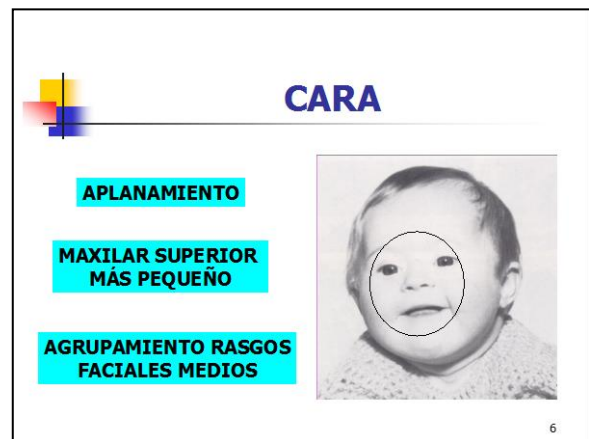 CARA
APLANAMIENTO
MAXILAR SUPERIOR
MÁS PEQUEÑO
AGRUPAMIENTO RASGOS
FACIALES MEDIOS
6